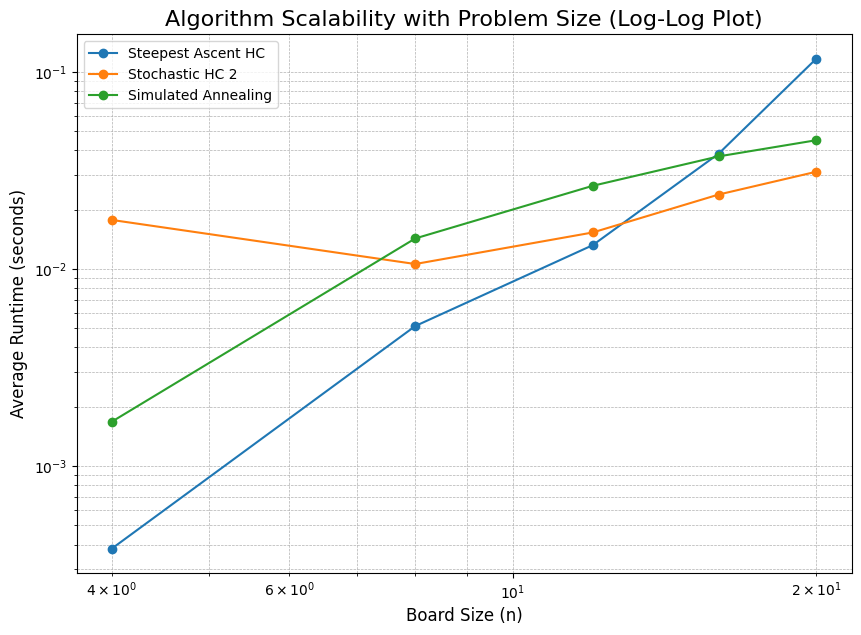 Algorithm Scalability with Problem Size (Log-Log Plot)
Steepest Ascent HC
Stochastic HC 2
Simulated Annealing
Average Runtime (seconds)
10⁻¹
10⁻²
10⁻³
4 × 10⁰
6 × 10⁰
10¹
2 × 10¹
Board Size (n)